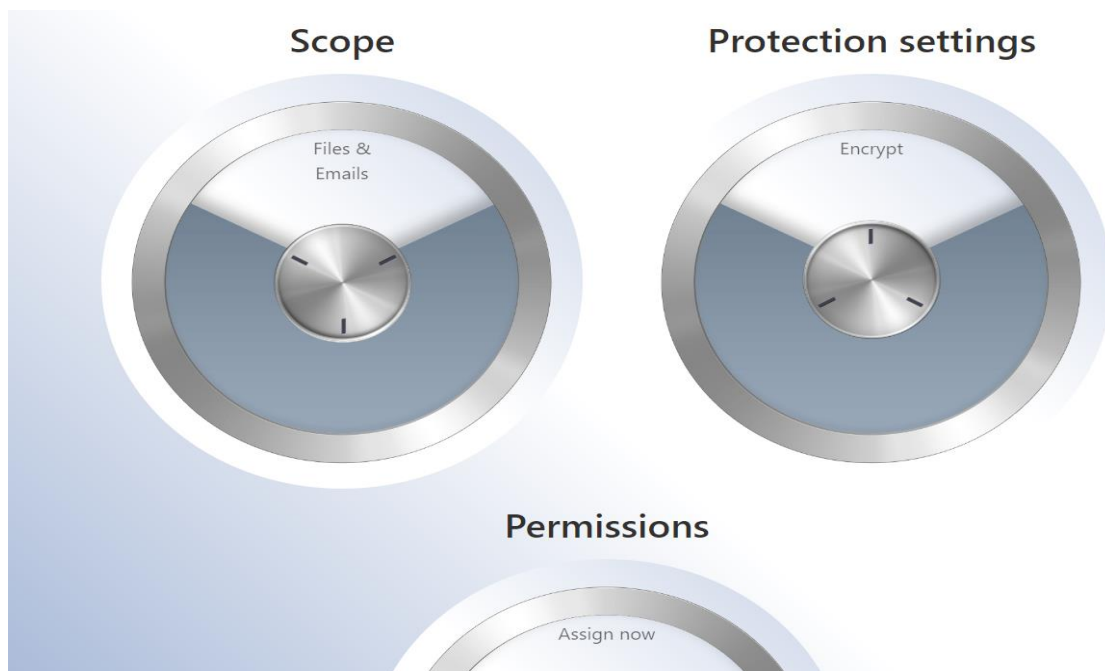 Scope
Protection settings
Files &
Emails
Encrypt
Permissions
Assign now